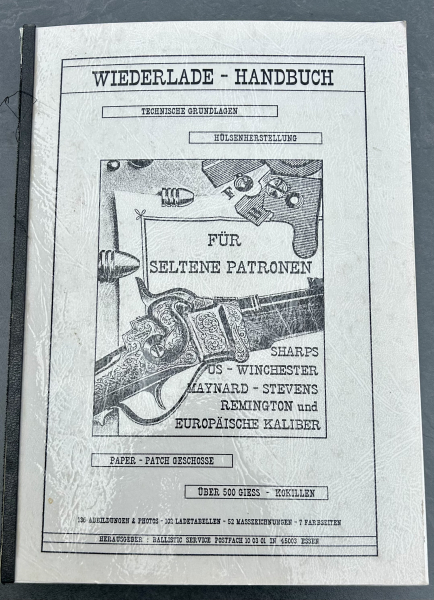 WIEDERLADE - HANDBUCH
TECHNISCHE GRUNDLAGEN
HÜLSENHERSTELLUNG
FÜR
SELTENE PATRONEN
SHARPS
US - WINCHESTER
MAYNARD - STEVENS
REMINGTON und
EUROPÄISCHE KALIBER
PAPER - PATCH GESCHOSSE
ÜBER 500 GIESS - KOKILLEN
ABBILDUNGEN & PHOTOS - LADETABELLEN - 52 MASSZEICHNUNGEN - 7 FARBSEITEN
HERAUSGEBER : BALLISTIC SERVICE POSTFACH 10 03 01 IN 45003 ESSEN